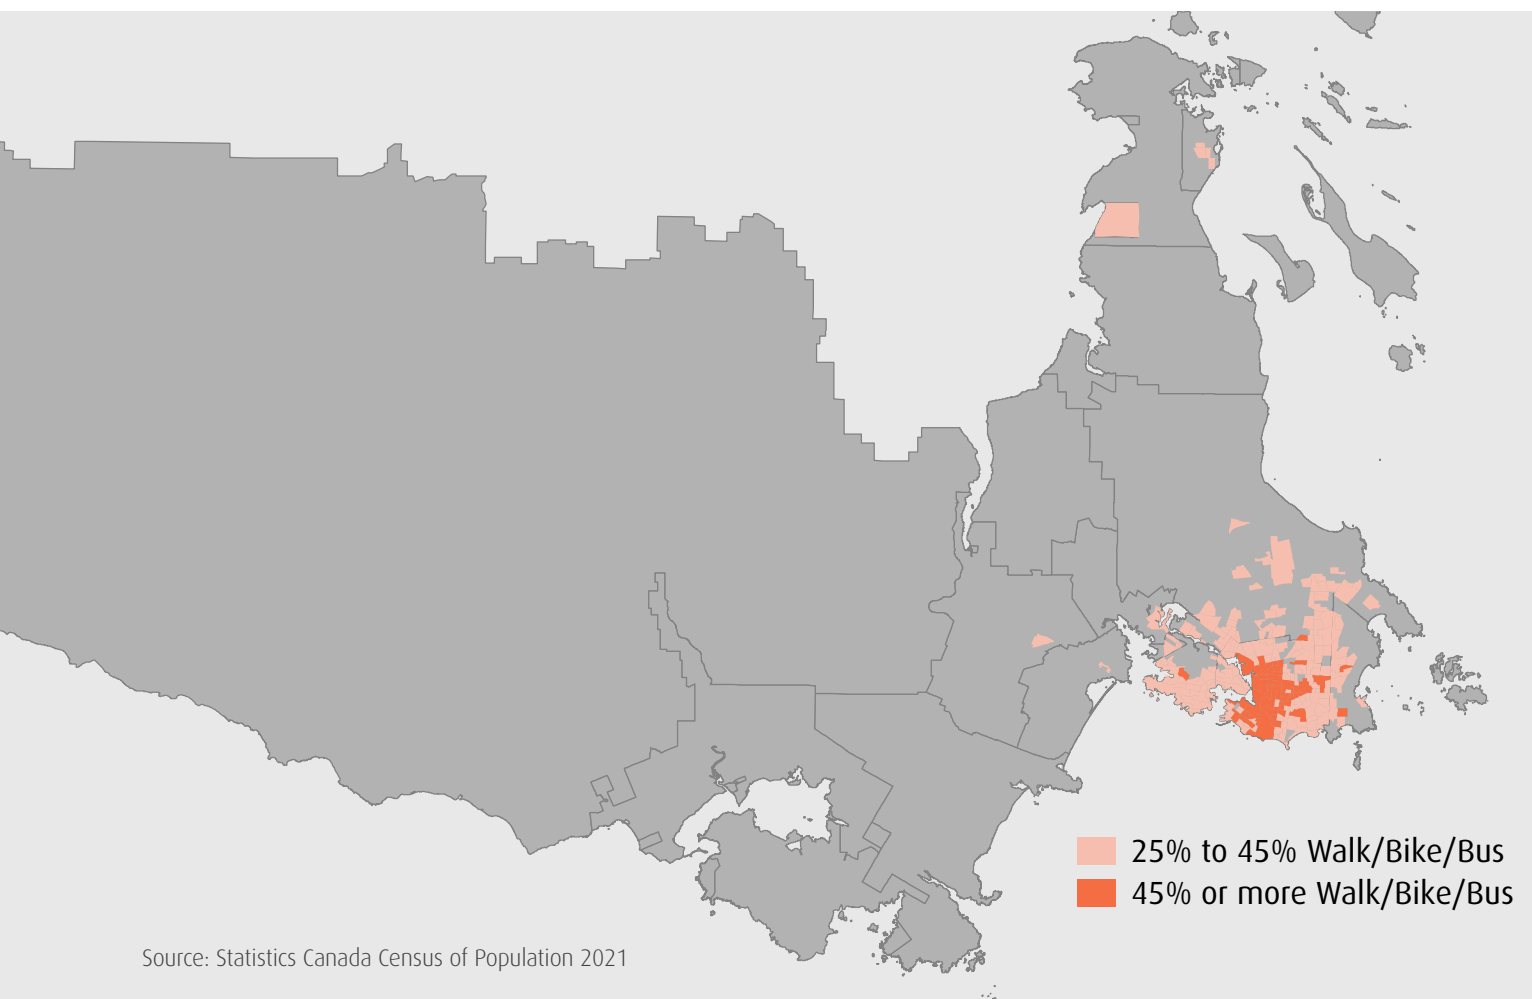 25% to 45% Walk/Bike/Bus
45% or more Walk/Bike/Bus
Source: Statistics Canada Census of Population 2021